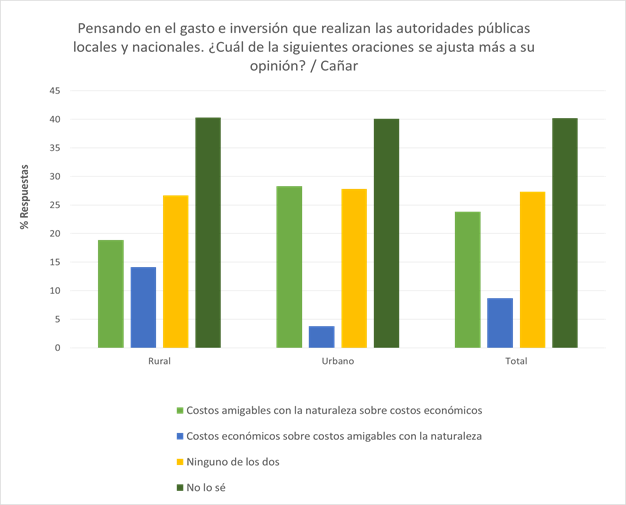 Pensando en el gasto e inversión que realizan las autoridades públicas
locales y nacionales. ¿Cuál de la siguientes oraciones se ajusta más a su
opinión? / Cañar
% Respuestas
45
40
35
30
25
20
15
10
5
0
Rural
Urbano
Total
Costos amigables con la naturaleza sobre costos económicos
Costos económicos sobre costos amigables con la naturaleza
Ninguno de los dos
No lo sé